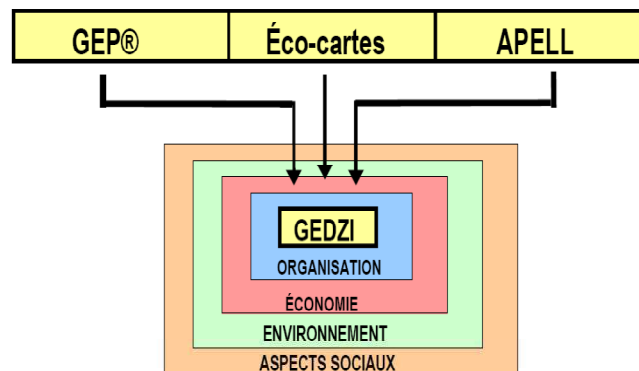 GEP® Éco-cartes APELL
GEDZI
ORGANISATION
ÉCONOMIE
ENVIRONNEMENT
ASPECTS SOCIAUX